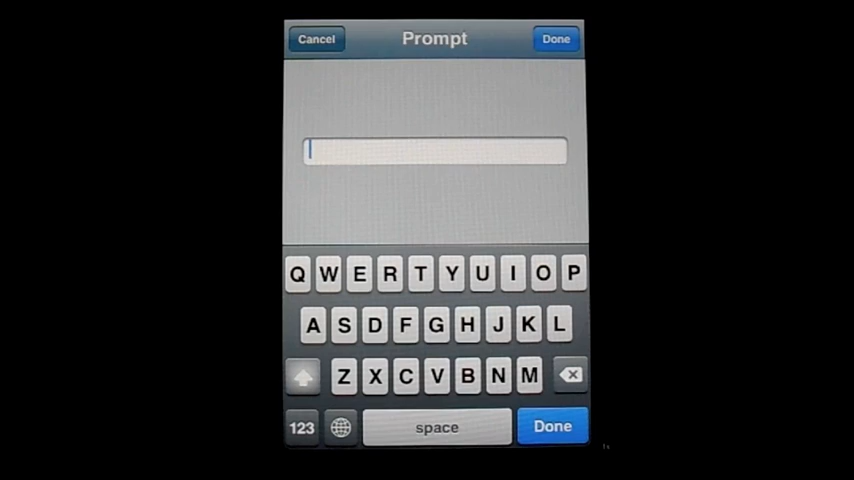 Cancel Prompt Done
Q W E R T Y U I O P
A S D F G H J K L
Z X C V B N M
123 space Done